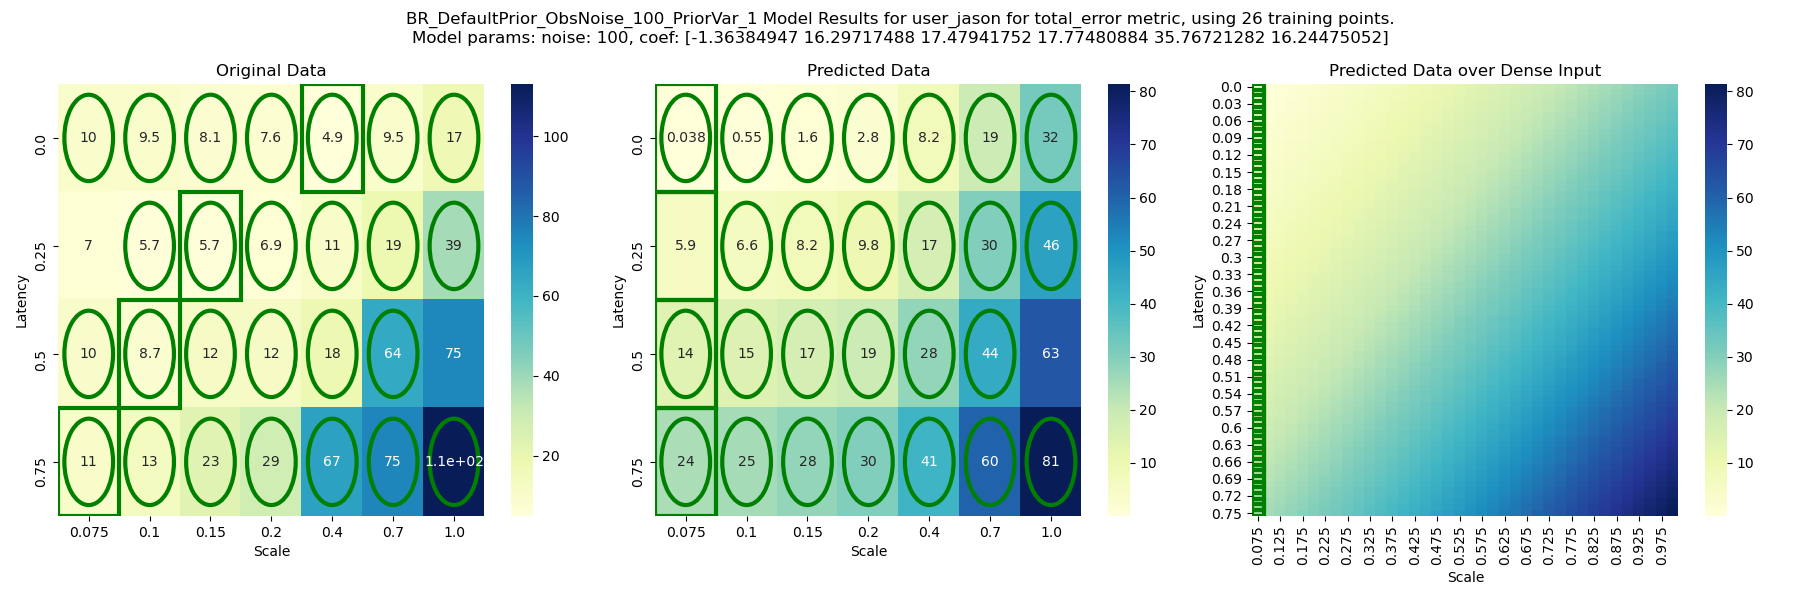 BR_DefaultPrior_ObsNoise_100_PriorVar_1 Model Results for user_jason for total_error metric, using 26 training points.
Model params: noise: 100, coef: [-1.36384947 16.29717488 17.47941752 17.77480884 35.76721282 16.24475052]
Original Data
10 9.5 8.1 7.6 4.9 9.5 17
7 5.7 5.7 6.9 11 19 39
10 8.7 12 12 18 64 75
11 13 23 29 67 75 1.1e+02
0.0
0.25
0.5
0.75
Latency
0.075 0.1 0.15 0.2 0.4 0.7 1.0
Scale
100
80
60
40
20
Predicted Data
0.038 0.55 1.6 2.8 8.2 19 32
5.9 6.6 8.2 9.8 17 30 46
14 15 17 19 28 44 63
24 25 28 30 41 60 81
0.0
0.25
0.5
0.75
Latency
0.075 0.1 0.15 0.2 0.4 0.7 1.0
Scale
80
70
60
50
40
30
20
10
Predicted Data over Dense Input
0.0
0.03
0.06
0.09
0.12
0.15
0.18
0.21
0.24
0.27
0.3
0.33
0.36
0.39
0.42
0.45
0.48
0.51
0.54
0.57
0.6
0.63
0.66
0.69
0.72
0.75
Latency
0.075 0.125 0.175 0.225 0.275 0.325 0.375 0.425 0.475 0.525 0.575 0.625 0.675 0.725 0.775 0.825 0.875 0.925 0.975
Scale
80
70
60
50
40
30
20
10